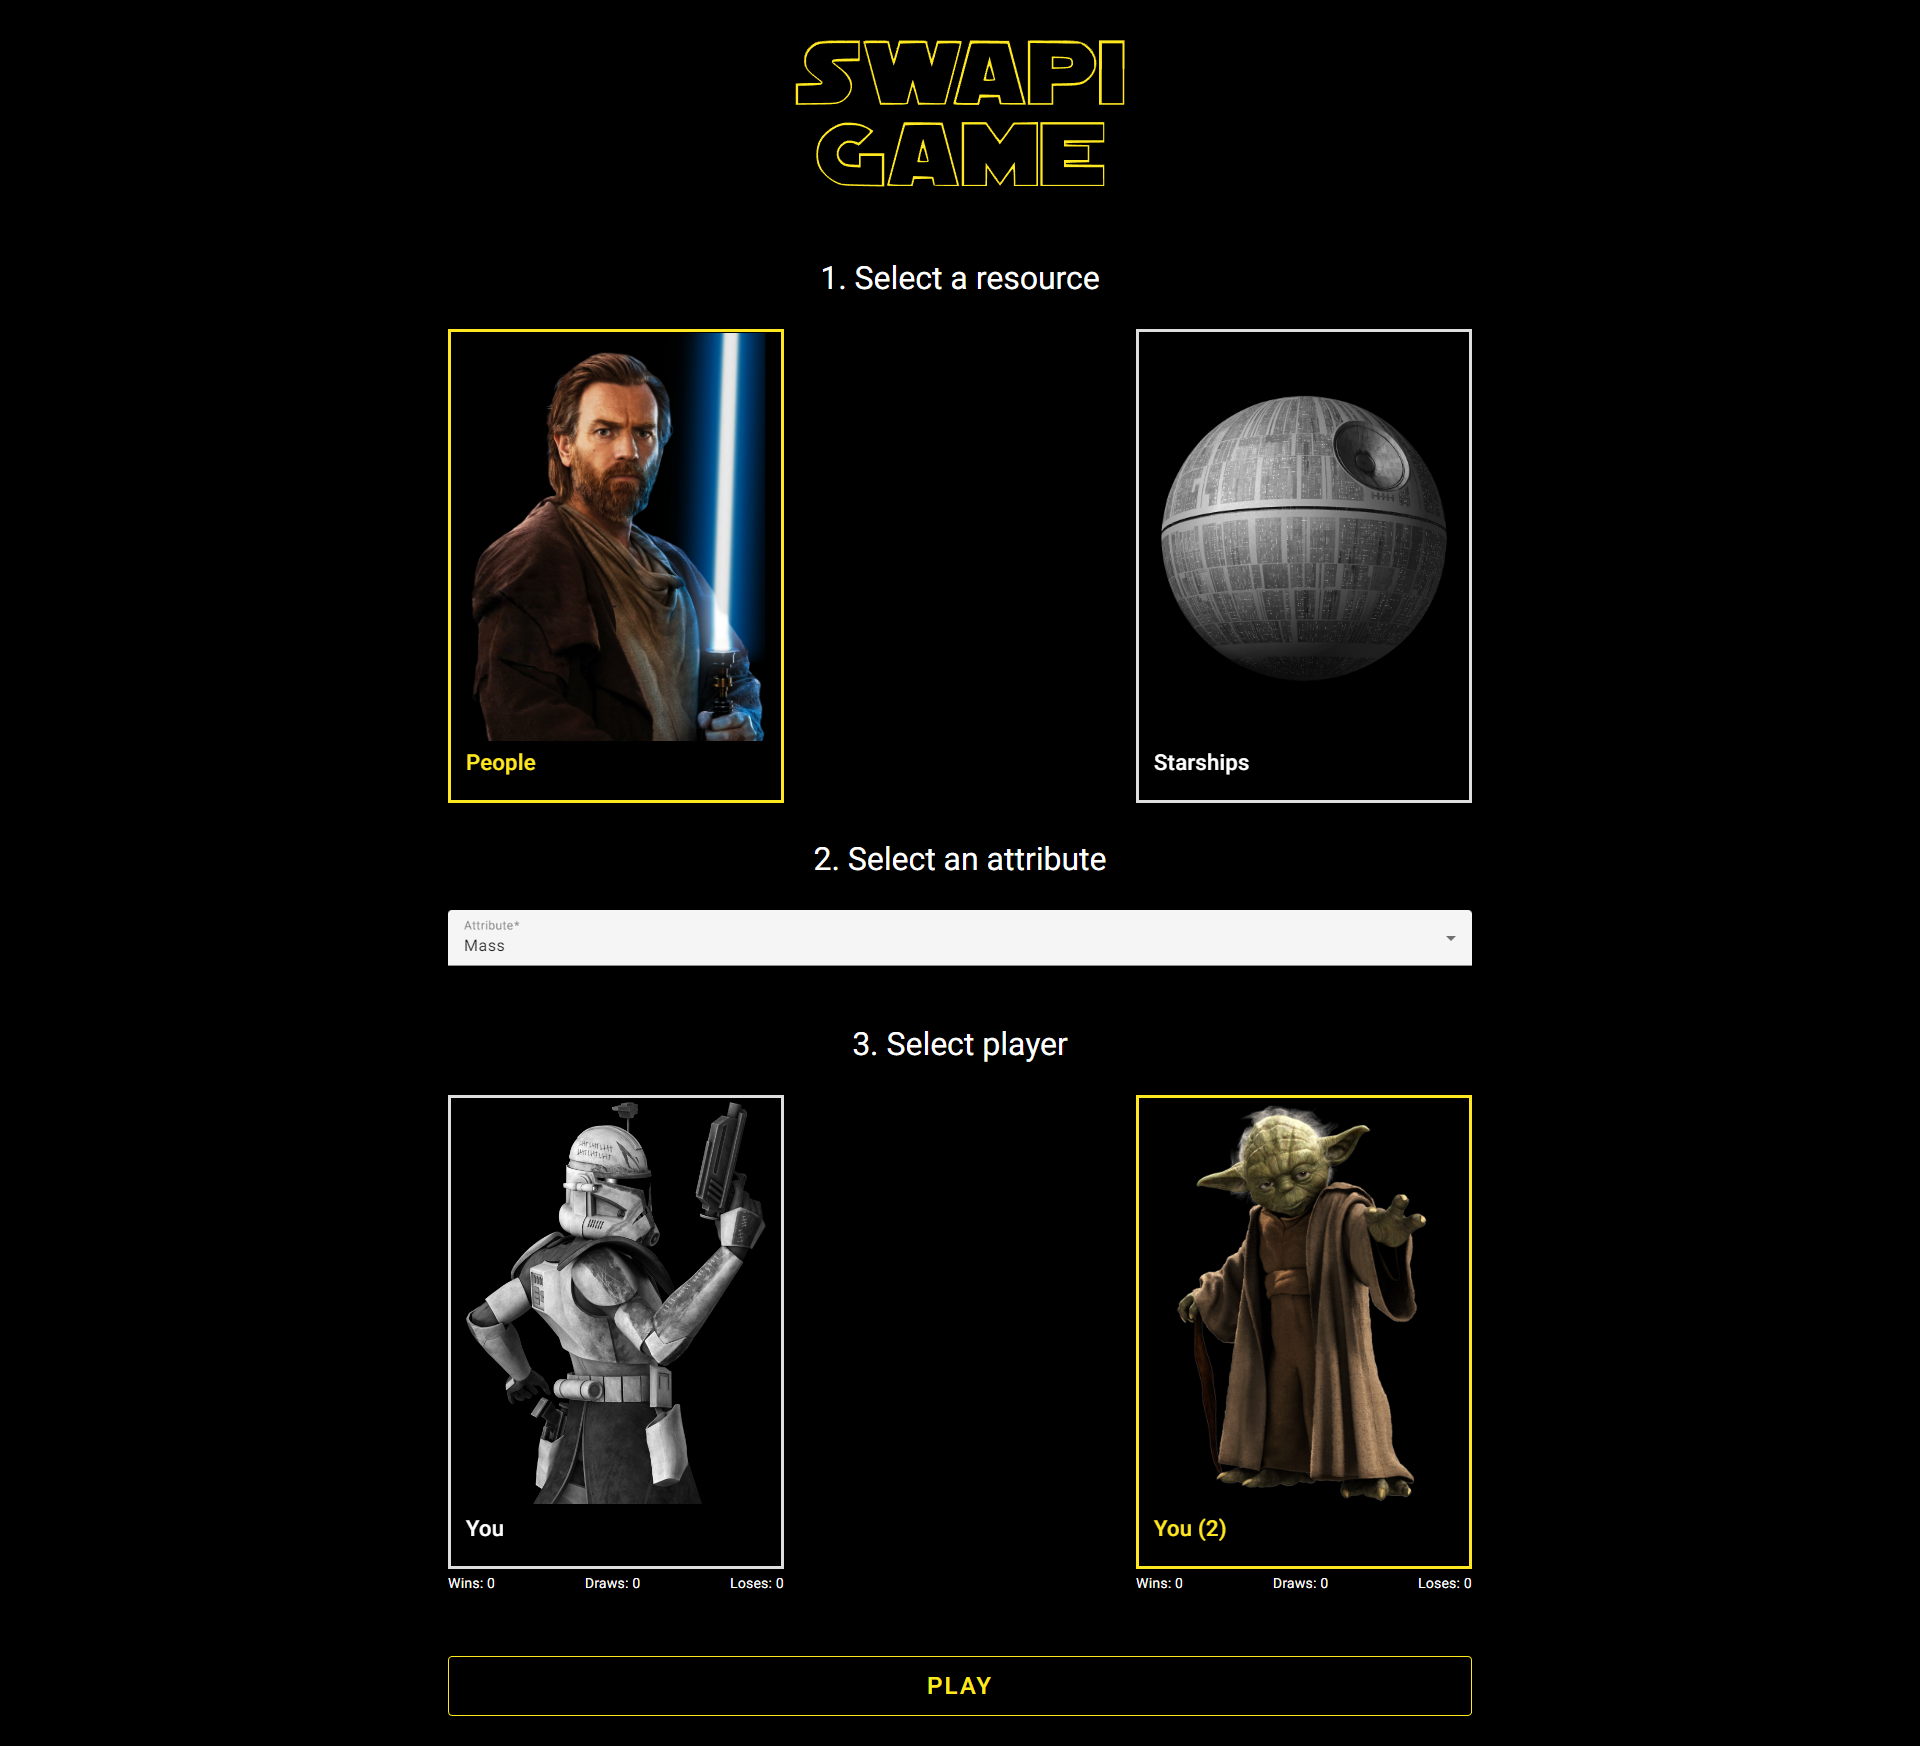 SWAPI
GAME
1. Select a resource
People
Starships
2. Select an attribute
Attribute*
Mass
3. Select player
You
You (2)
Wins: 0 Draws: 0 Loses: 0
Wins: 0 Draws: 0 Loses: 0
PLAY